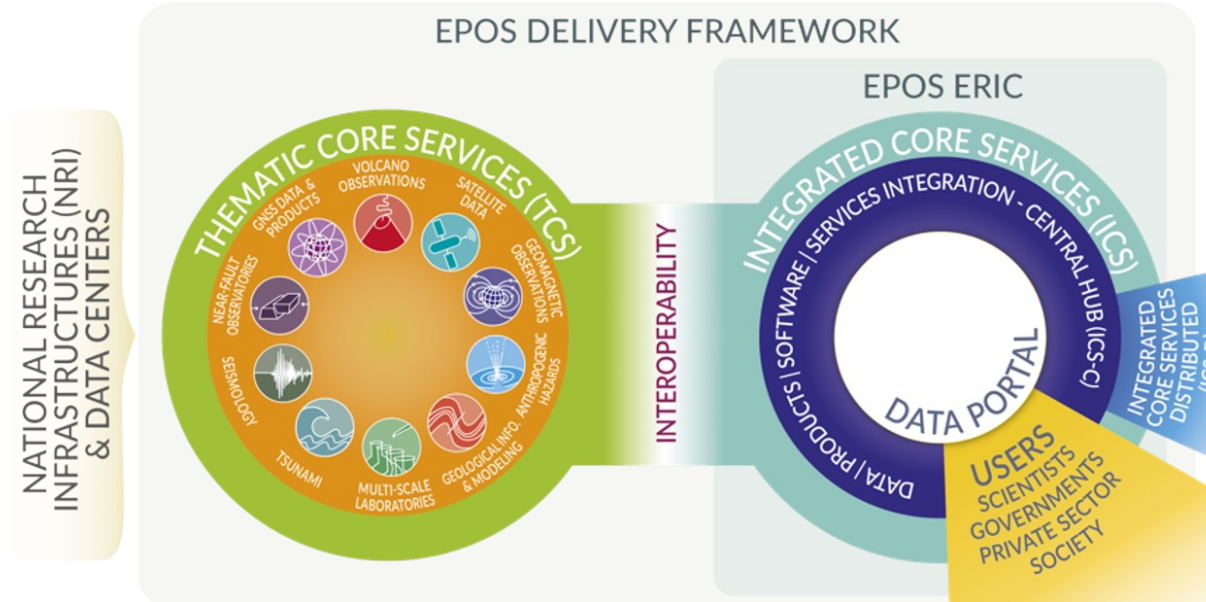 EPOS DELIVERY FRAMEWORK
EPOS ERIC
NATIONAL RESEARCH
INFRASTRUCTURES (NRI)
& DATA CENTERS
THEMATIC CORE SERVICES (TCS)
VOLCANO
OBSERVATIONS
SATELLITE
DATA
GEOMAGNETIC
OBSERVATIONS
ANTHROPOGENIC
HAZARDS
GEOLOGICAL INFO.
& MODELING
MULTI-SCALE
LABORATORIES
TSUNAMI
SEISMOLOGY
NEAR-FAULT
OBSERVATORIES
GNSS DATA &
PRODUCTS
INTEROPERABILITY
INTEGRATED CORE SERVICES (ICS)
DATA | PRODUCTS | SOFTWARE | SERVICES INTEGRATION - CENTRAL HUB (ICS-C)
DATA PORTAL
INTEGRATED
CORE SERVICES
DISTRIBUTED
USERS
SCIENTISTS
GOVERNMENTS
PRIVATE SECTOR
SOCIETY